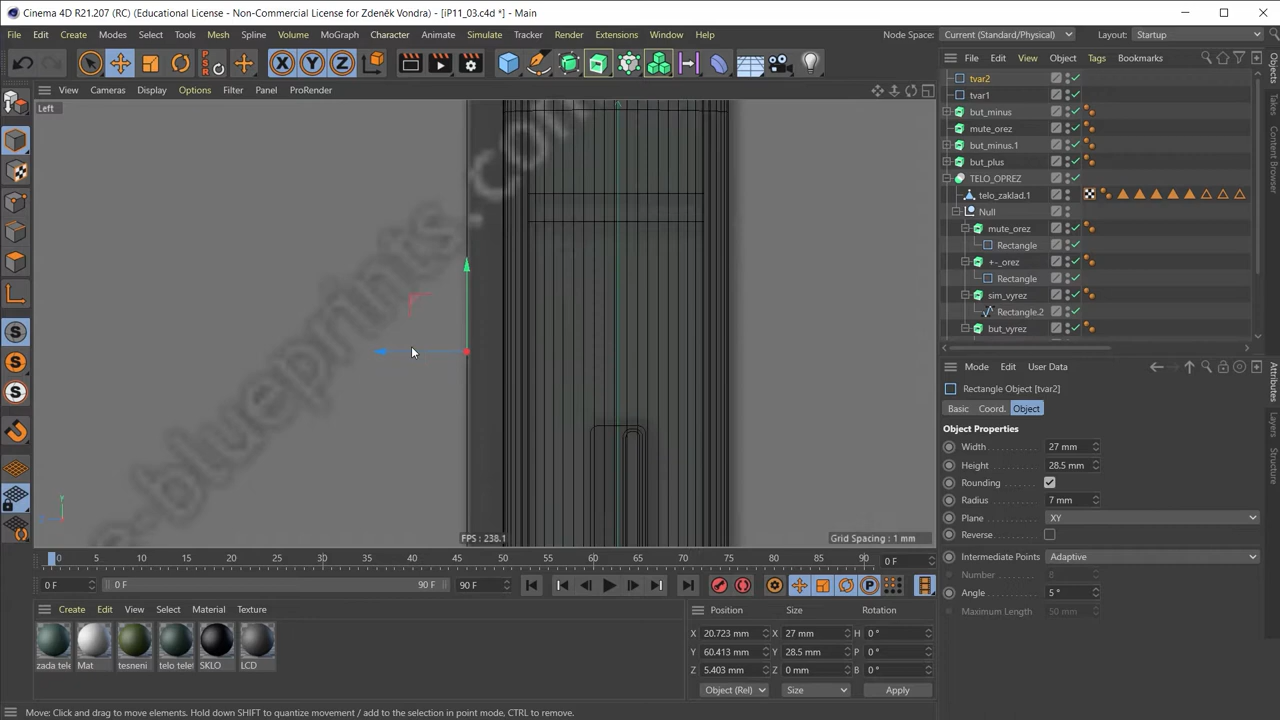 Cinema 4D R21.207 (RC) (Educational License - Non-Commercial License for Zdeněk Vondra) - [iP11_03.c4d *] - Main
File Edit Create Modes Select Tools Mesh Spline Volume MoGraph Character Animate Simulate Tracker Render Extensions Window Help Node Space: Current (Standard/Physical) Layout: Startup
X Y Z PSR
File Edit View Object Tags Bookmarks
View Cameras Display Options Filter Panel ProRender
Left
tvar2
tvar1
but_minus
mute_orez
but_minus.1
but_plus
TELO_OPREZ
telo_zaklad.1
Null
mute_orez
Rectangle
+-_orez
Rectangle
sim_vyrez
Rectangle.2
but_vyrez
Objects
Takes
Content Browser
Attributes
Layers
Structure
Mode Edit User Data
Rectangle Object [tvar2]
Basic Coord. Object
Object Properties
Width 27 mm
Height 28.5 mm
Rounding
Radius 7 mm
Plane XY
Reverse
Intermediate Points Adaptive
Number 8
Angle 5 °
Maximum Length 50 mm
FPS : 238.1
Grid Spacing : 1 mm
0 5 10 15 20 25 30 35 40 45 50 55 60 65 70 75 80 85 90 0 F
0 F 0 F 90 F 90 F
Create Edit View Select Material Texture
zada tele Mat tesneni telo telef SKLO LCD
Position Size Rotation
X 20.723 mm X 27 mm H 0 °
Y 60.413 mm Y 28.5 mm P 0 °
Z 5.403 mm Z 0 mm B 0 °
Object (Rel) Size Apply
Move: Click and drag to move elements. Hold down SHIFT to quantize movement / add to the selection in point mode, CTRL to remove.